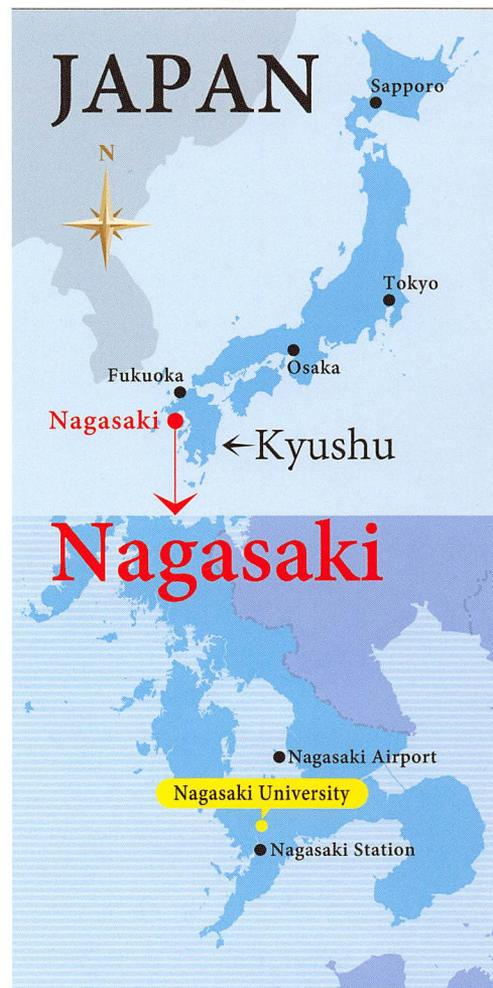 JAPAN
N
Sapporo
Tokyo
Osaka
Fukuoka
Nagasaki
←Kyushu
Nagasaki
Nagasaki Airport
Nagasaki University
Nagasaki Station